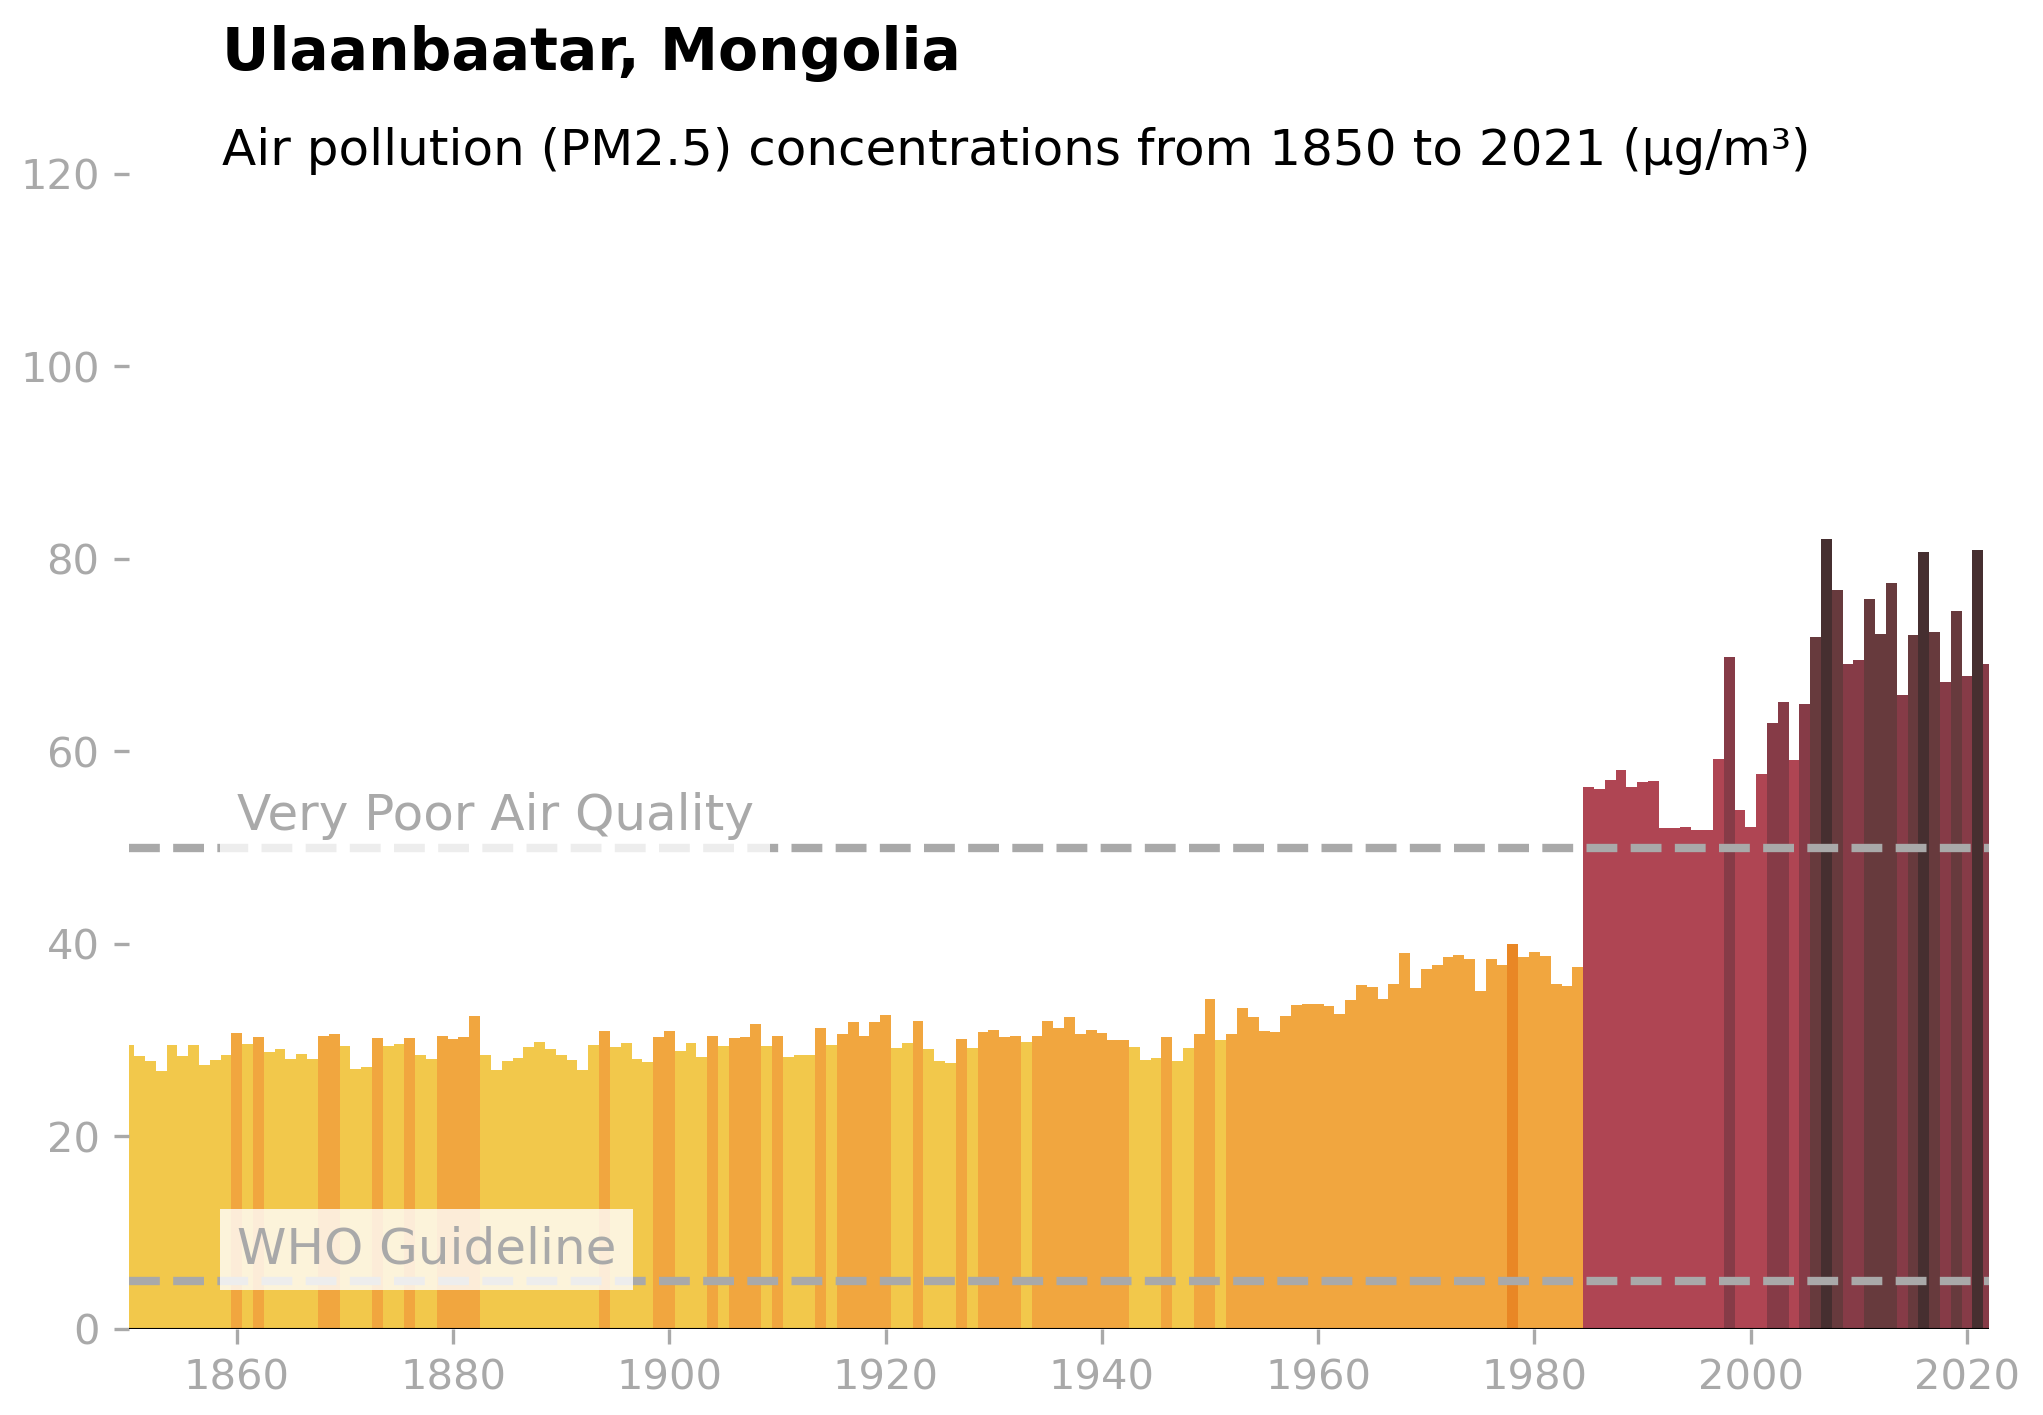 Ulaanbaatar, Mongolia
Air pollution (PM2.5) concentrations from 1850 to 2021 (μg/m³)
120
100
80
60
Very Poor Air Quality
40
20
WHO Guideline
0
1860 1880 1900 1920 1940 1960 1980 2000 2020